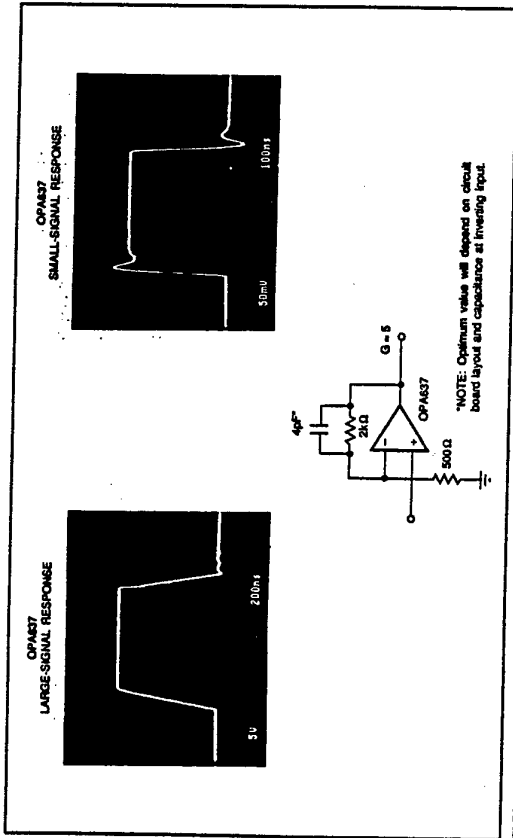 OPA637
LARGE-SIGNAL RESPONSE
5V
200ns
OPA637
SMALL-SIGNAL RESPONSE
50mV
100ns
4pF*
2kΩ
G = 5
−
+
OPA637
500Ω
*NOTE: Optimum value will depend on circuit
board layout and capacitance at inverting input.